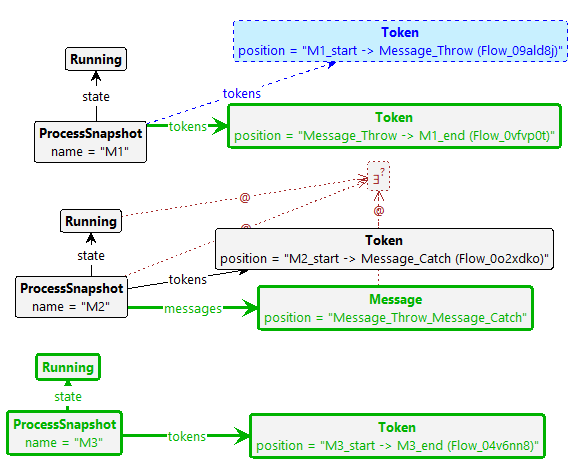 Token
position = "M1_start -> Message_Throw (Flow_09ald8j)"
Running
state
tokens
ProcessSnapshot
name = "M1"
tokens
Token
position = "Message_Throw -> M1_end (Flow_0vfvp0t)"
∃?
@
@
@
Running
state
Token
position = "M2_start -> Message_Catch (Flow_0o2xdko)"
tokens
ProcessSnapshot
name = "M2"
messages
Message
position = "Message_Throw_Message_Catch"
Running
state
ProcessSnapshot
name = "M3"
tokens
Token
position = "M3_start -> M3_end (Flow_04v6nn8)"